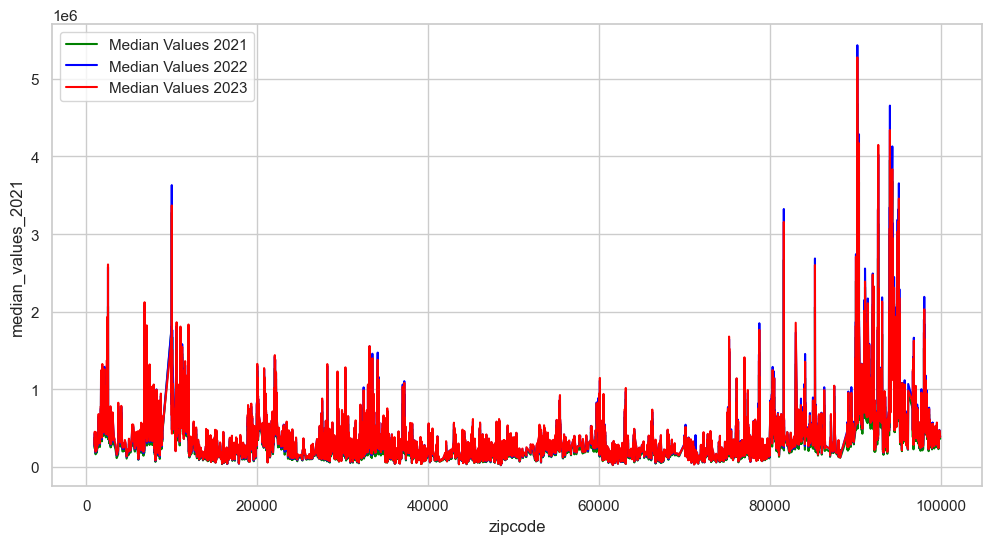 1e6
Median Values 2021
Median Values 2022
Median Values 2023
5
4
3
2
1
0
median_values_2021
0
20000
40000
60000
80000
100000
zipcode